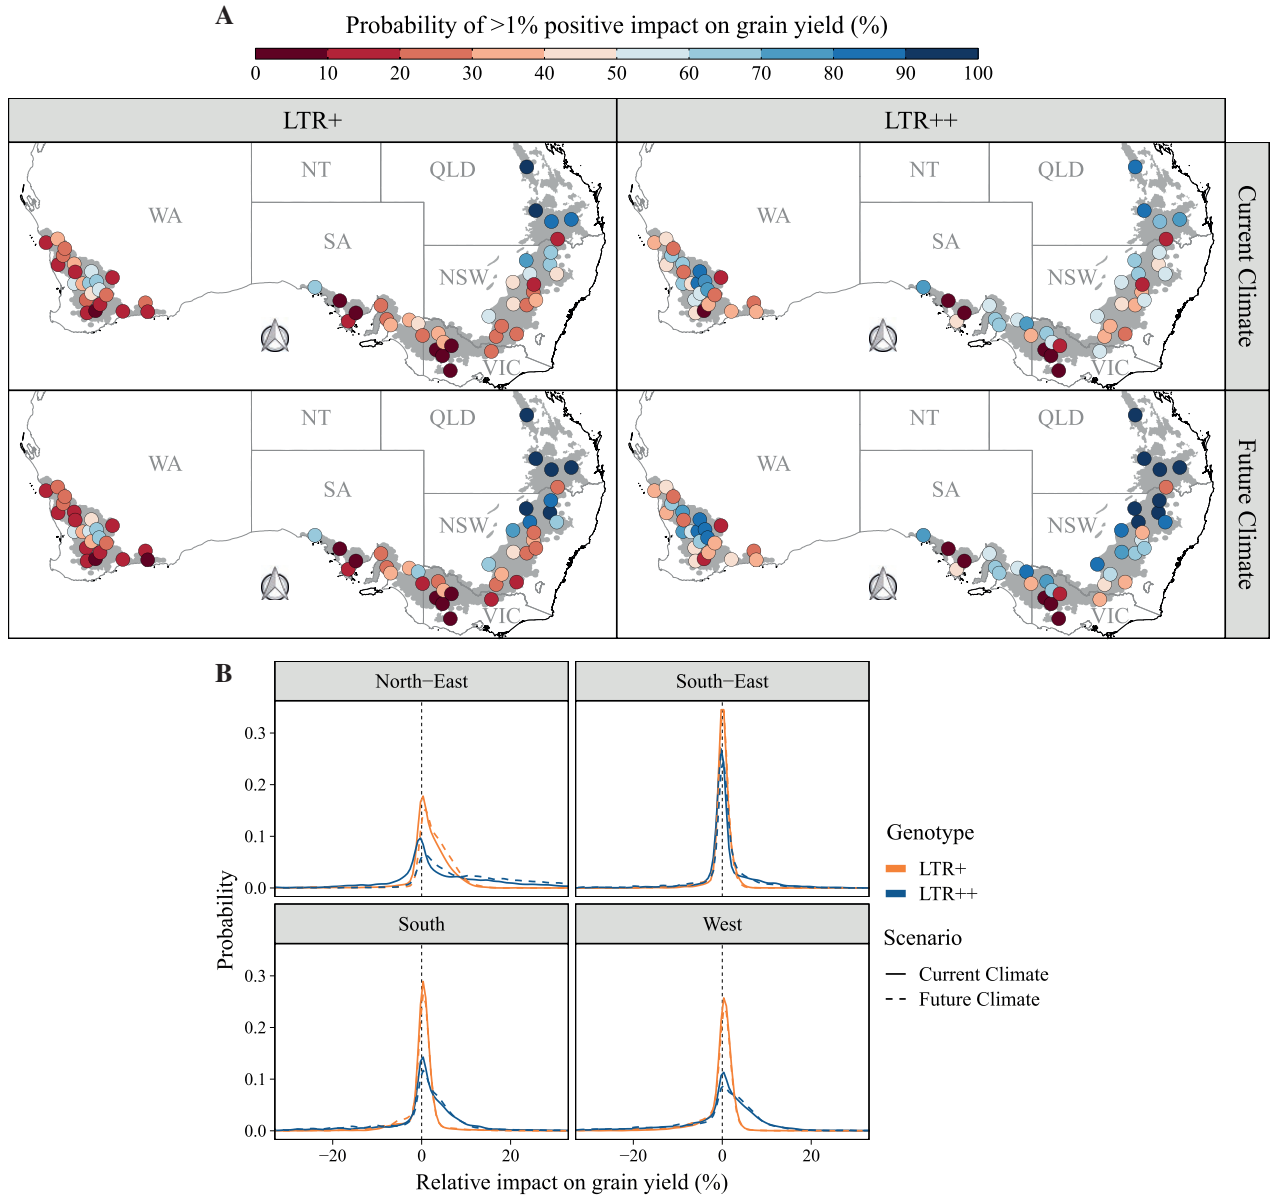 A
Probability of >1% positive impact on grain yield (%)
0 10 20 30 40 50 60 70 80 90 100
LTR+ LTR++
NT QLD NT QLD
WA WA
SA SA
NSW NSW
VIC VIC
Current Climate
NT QLD NT QLD
WA WA
SA SA
NSW NSW
VIC VIC
Future Climate
B
North−East South−East
0.3
0.2
0.1
0.0
South West
0.3
0.2
0.1
0.0
−20 0 20 −20 0 20
Probability
Relative impact on grain yield (%)
Genotype
LTR+
LTR++
Scenario
Current Climate
Future Climate